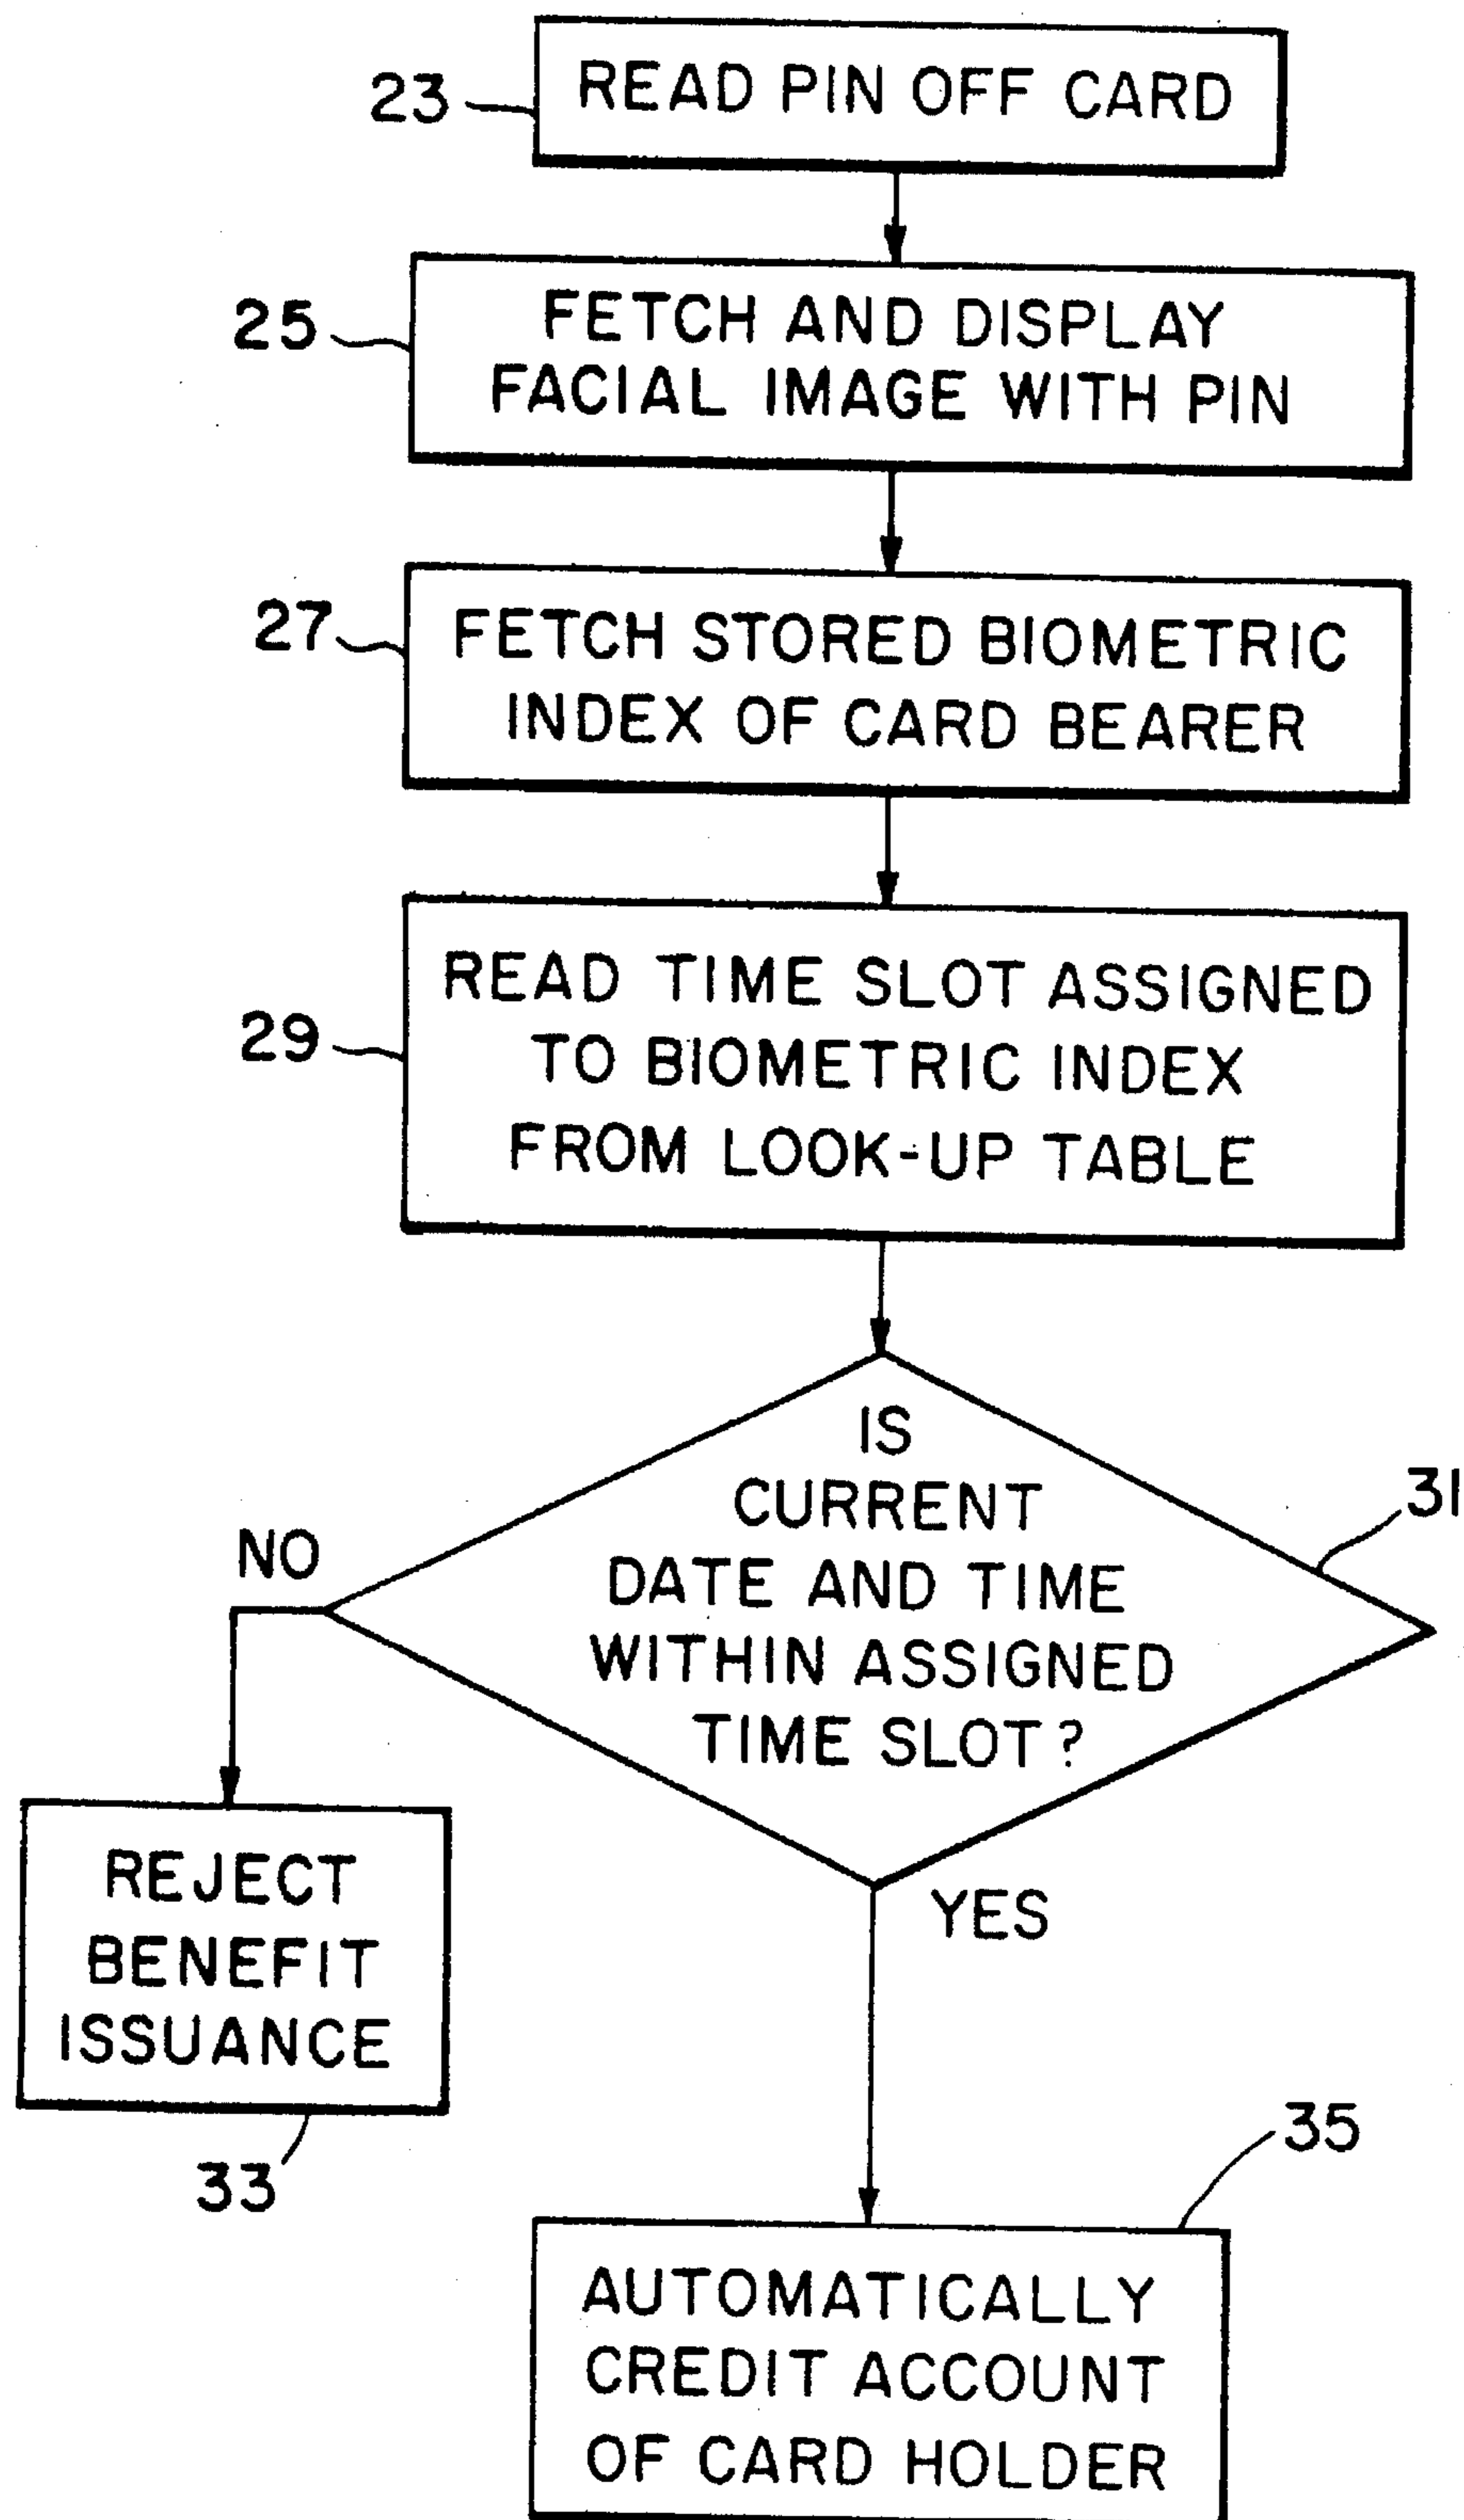 23
READ PIN OFF CARD
25
FETCH AND DISPLAY
FACIAL IMAGE WITH PIN
27
FETCH STORED BIOMETRIC
INDEX OF CARD BEARER
29
READ TIME SLOT ASSIGNED
TO BIOMETRIC INDEX
FROM LOOK-UP TABLE
IS
CURRENT
DATE AND TIME
WITHIN ASSIGNED
TIME SLOT?
31
NO
YES
REJECT
BENEFIT
ISSUANCE
33
35
AUTOMATICALLY
CREDIT ACCOUNT
OF CARD HOLDER